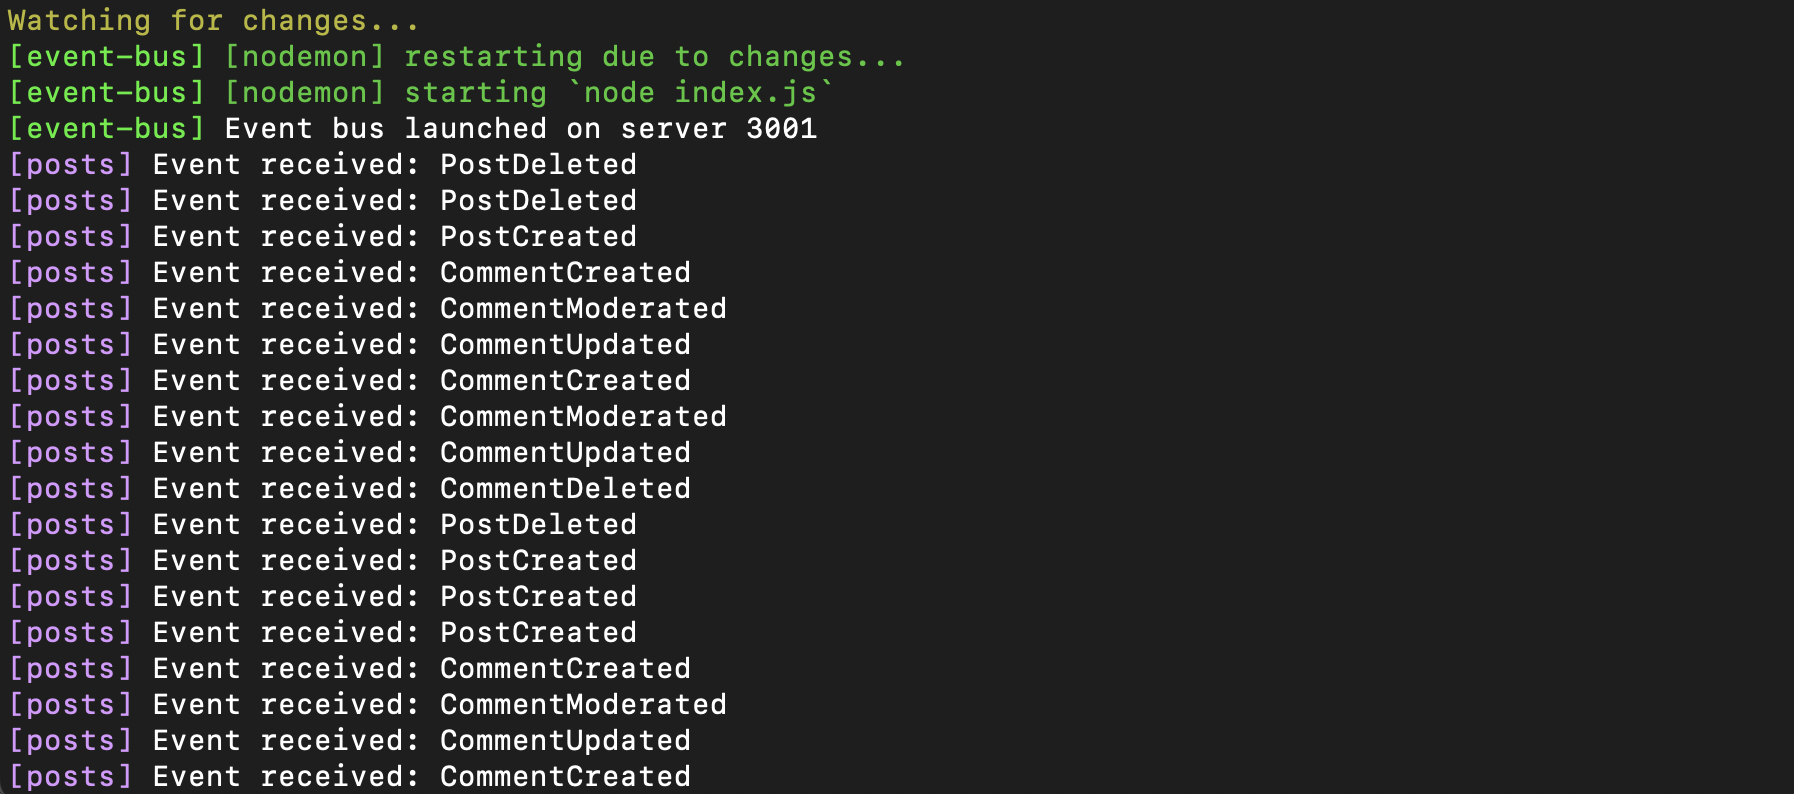 Watching for changes...
[event-bus] [nodemon] restarting due to changes...
[event-bus] [nodemon] starting `node index.js`
[event-bus] Event bus launched on server 3001
[posts] Event received: PostDeleted
[posts] Event received: PostDeleted
[posts] Event received: PostCreated
[posts] Event received: CommentCreated
[posts] Event received: CommentModerated
[posts] Event received: CommentUpdated
[posts] Event received: CommentCreated
[posts] Event received: CommentModerated
[posts] Event received: CommentUpdated
[posts] Event received: CommentDeleted
[posts] Event received: PostDeleted
[posts] Event received: PostCreated
[posts] Event received: PostCreated
[posts] Event received: PostCreated
[posts] Event received: CommentCreated
[posts] Event received: CommentModerated
[posts] Event received: CommentUpdated
[posts] Event received: CommentCreated